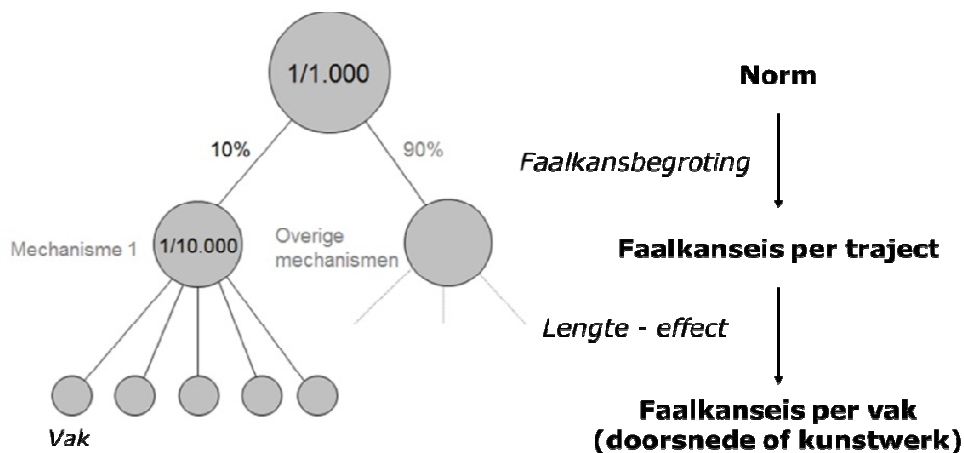 1/1.000
Norm
10%
90%
Faalkansbegroting
Mechanisme 1
1/10.000
Overige
mechanismen
Faalkanseis per traject
Lengte - effect
Vak
Faalkanseis per vak
(doorsnede of kunstwerk)